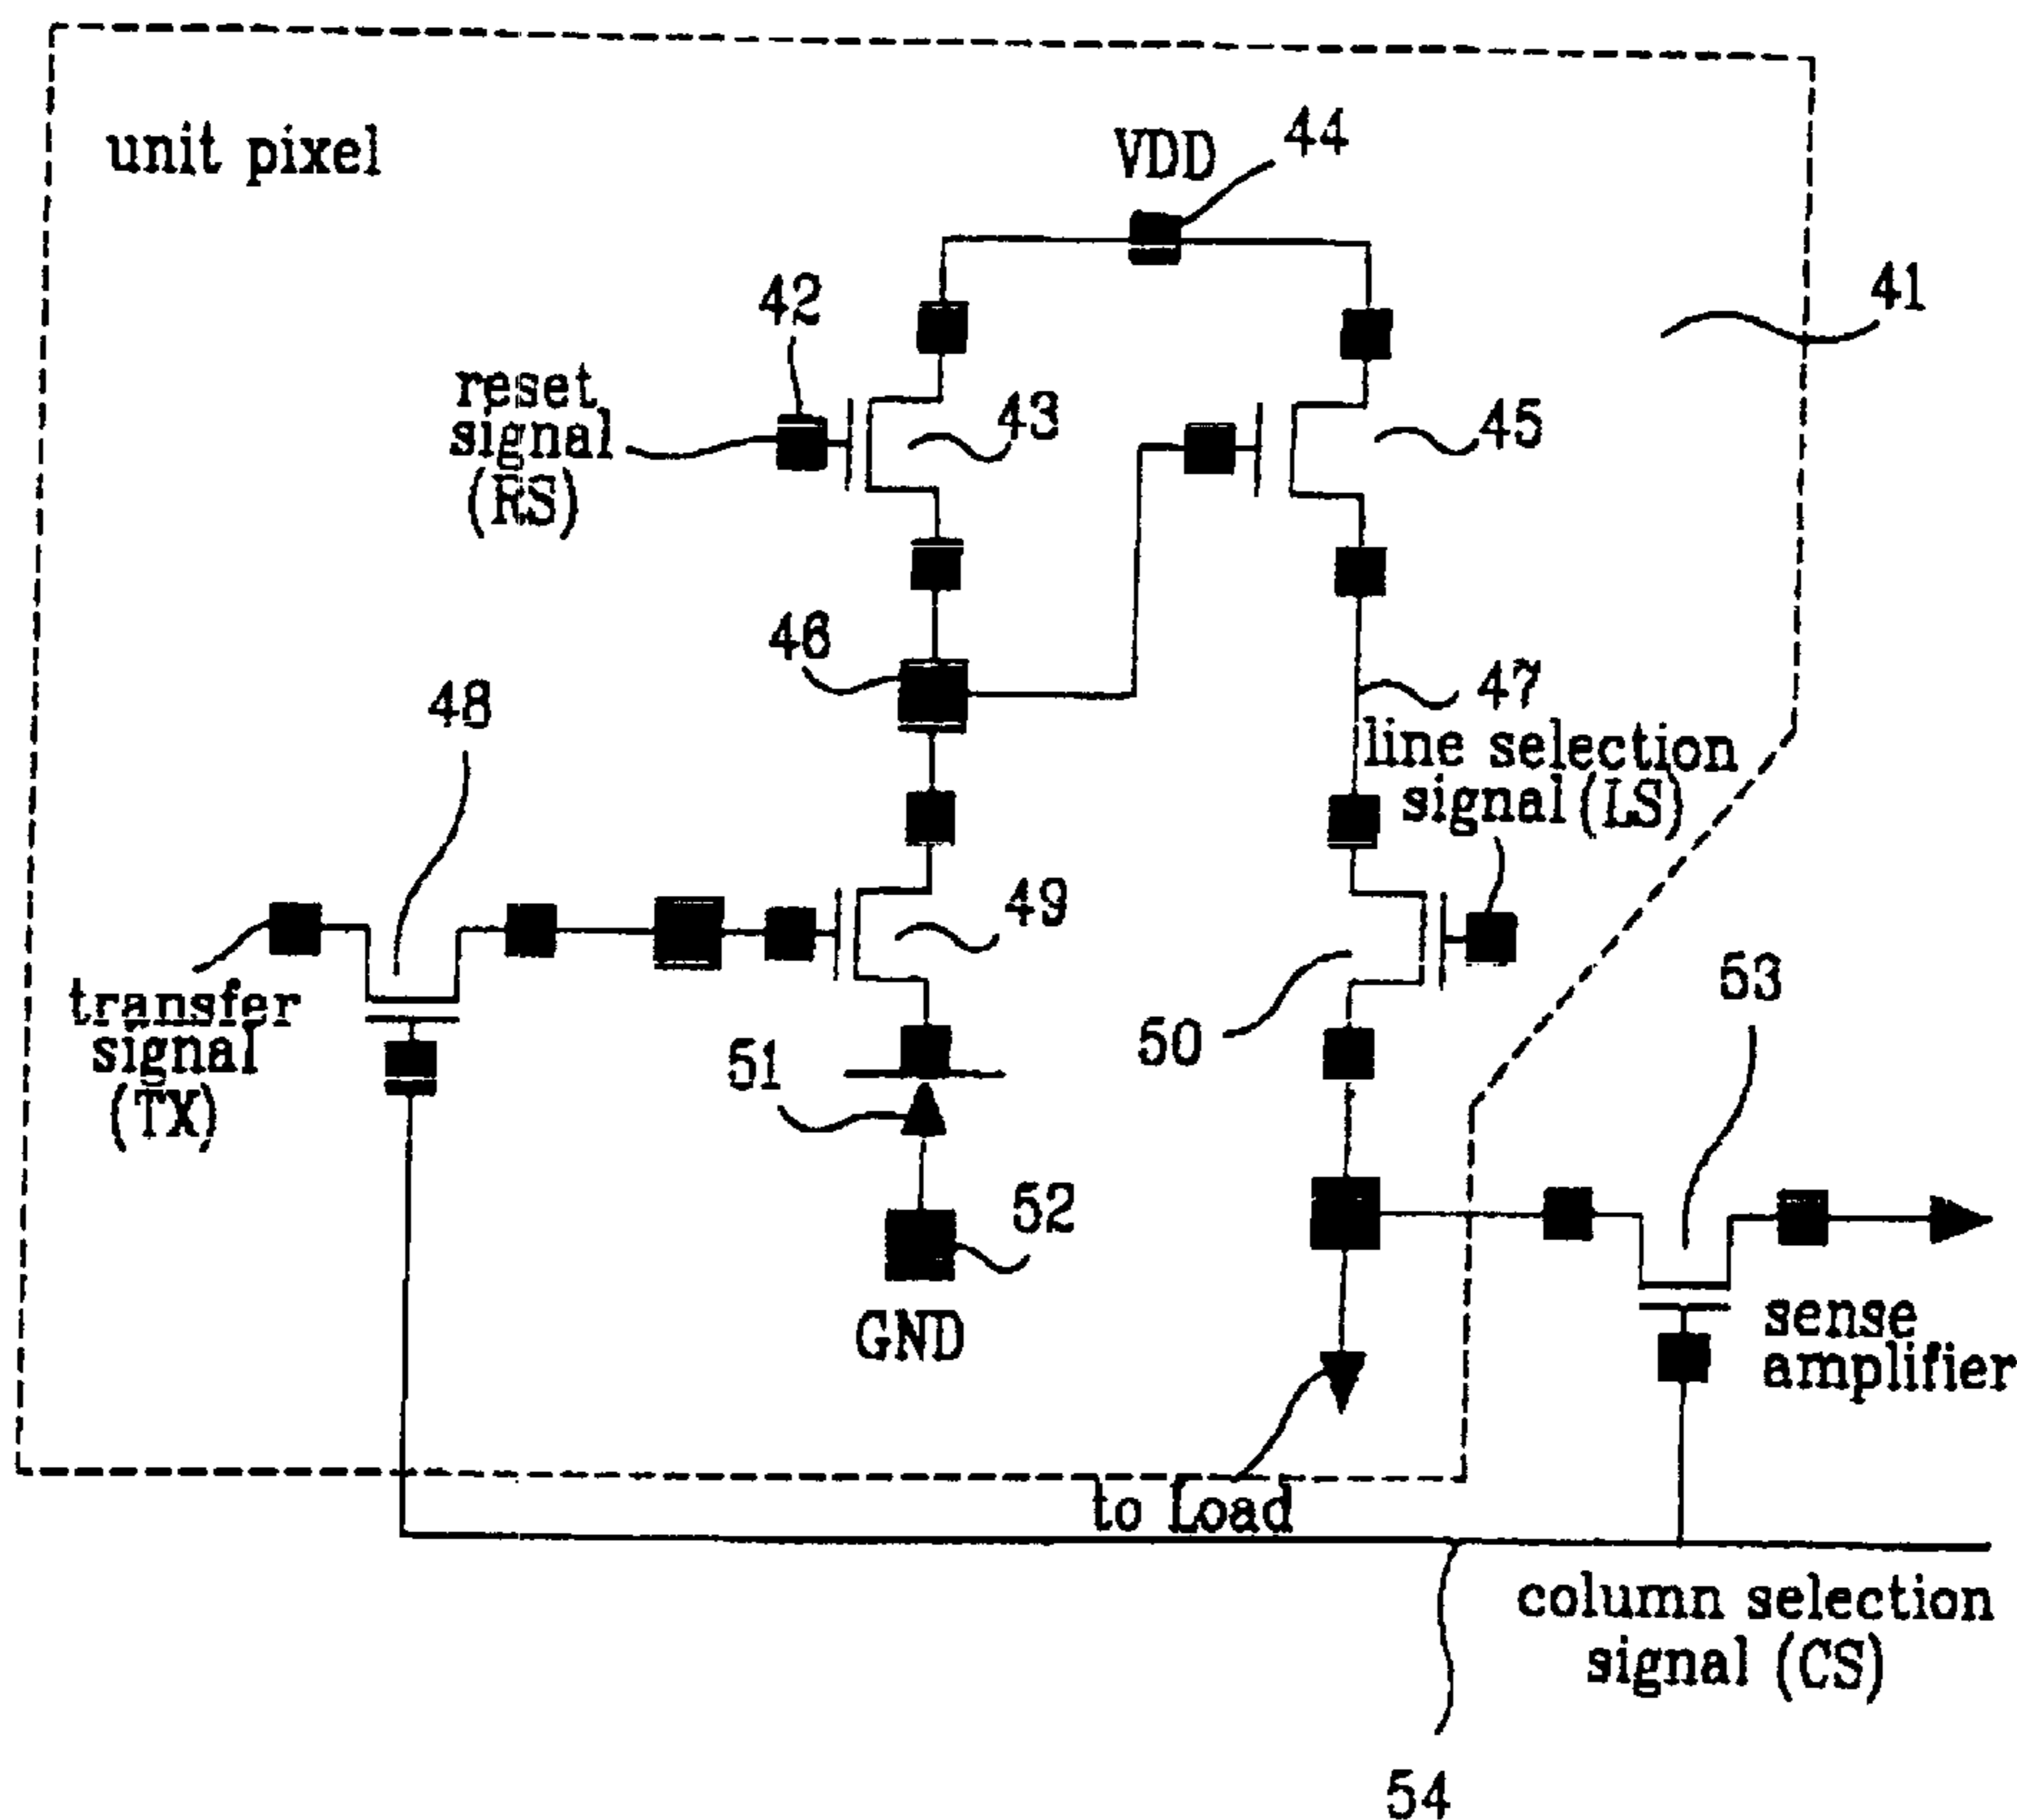 unit pixel
VDD
44
42
41
reset
signal
(RS)
43
45
46
47
48
line selection
signal (LS)
49
53
transfer
signal
(TX)
50
51
52
GND
sense
amplifier
to Load
column selection
signal (CS)
54